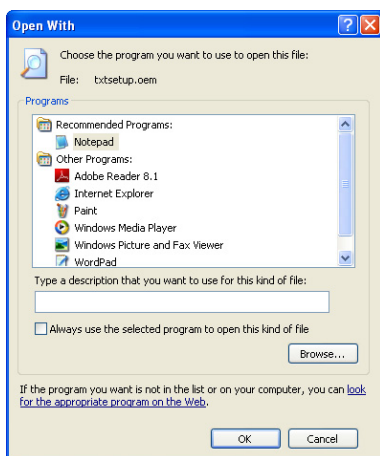 Open With
Choose the program you want to use to open this file:
File: txtsetup.oem
Programs
Recommended Programs:
Notepad
Other Programs:
Adobe Reader 8.1
Internet Explorer
Paint
Windows Media Player
Windows Picture and Fax Viewer
WordPad
Type a description that you want to use for this kind of file:
Always use the selected program to open this kind of file
Browse...
If the program you want is not in the list or on your computer, you can look
for the appropriate program on the Web.
OK Cancel